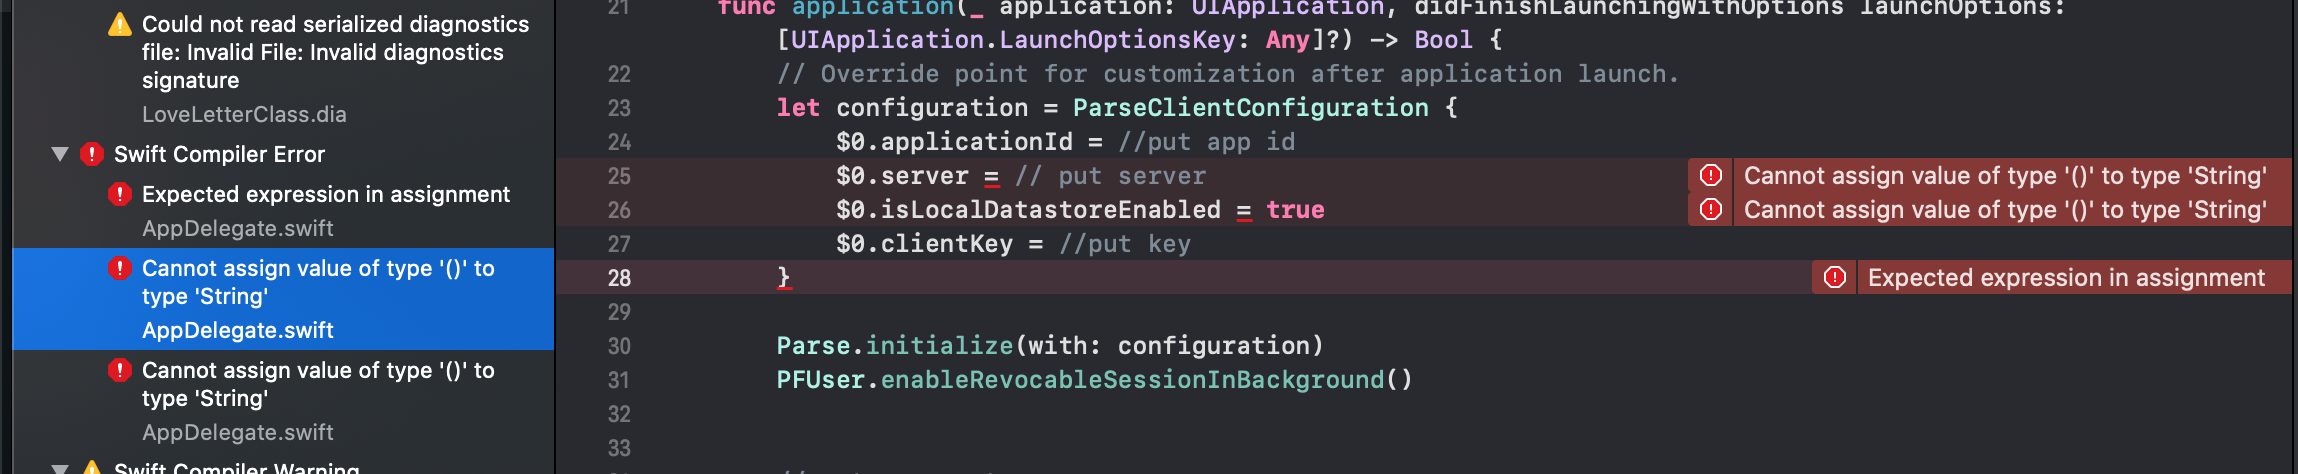 Could not read serialized diagnostics
file: Invalid File: Invalid diagnostics
signature
LoveLetterClass.dia
Swift Compiler Error
Expected expression in assignment
AppDelegate.swift
Cannot assign value of type '()' to
type 'String'
AppDelegate.swift
Cannot assign value of type '()' to
type 'String'
AppDelegate.swift
Swift Compiler Warning
21 func application(_ application: UIApplication, didFinishLaunchingWithOptions launchOptions:
[UIApplication.LaunchOptionsKey: Any]?) -> Bool {
22 // Override point for customization after application launch.
23 let configuration = ParseClientConfiguration {
24 $0.applicationId = //put app id
25 $0.server = // put server Cannot assign value of type '()' to type 'String'
26 $0.isLocalDatastoreEnabled = true Cannot assign value of type '()' to type 'String'
27 $0.clientKey = //put key
28 } Expected expression in assignment
29
30 Parse.initialize(with: configuration)
31 PFUser.enableRevocableSessionInBackground()
32
33